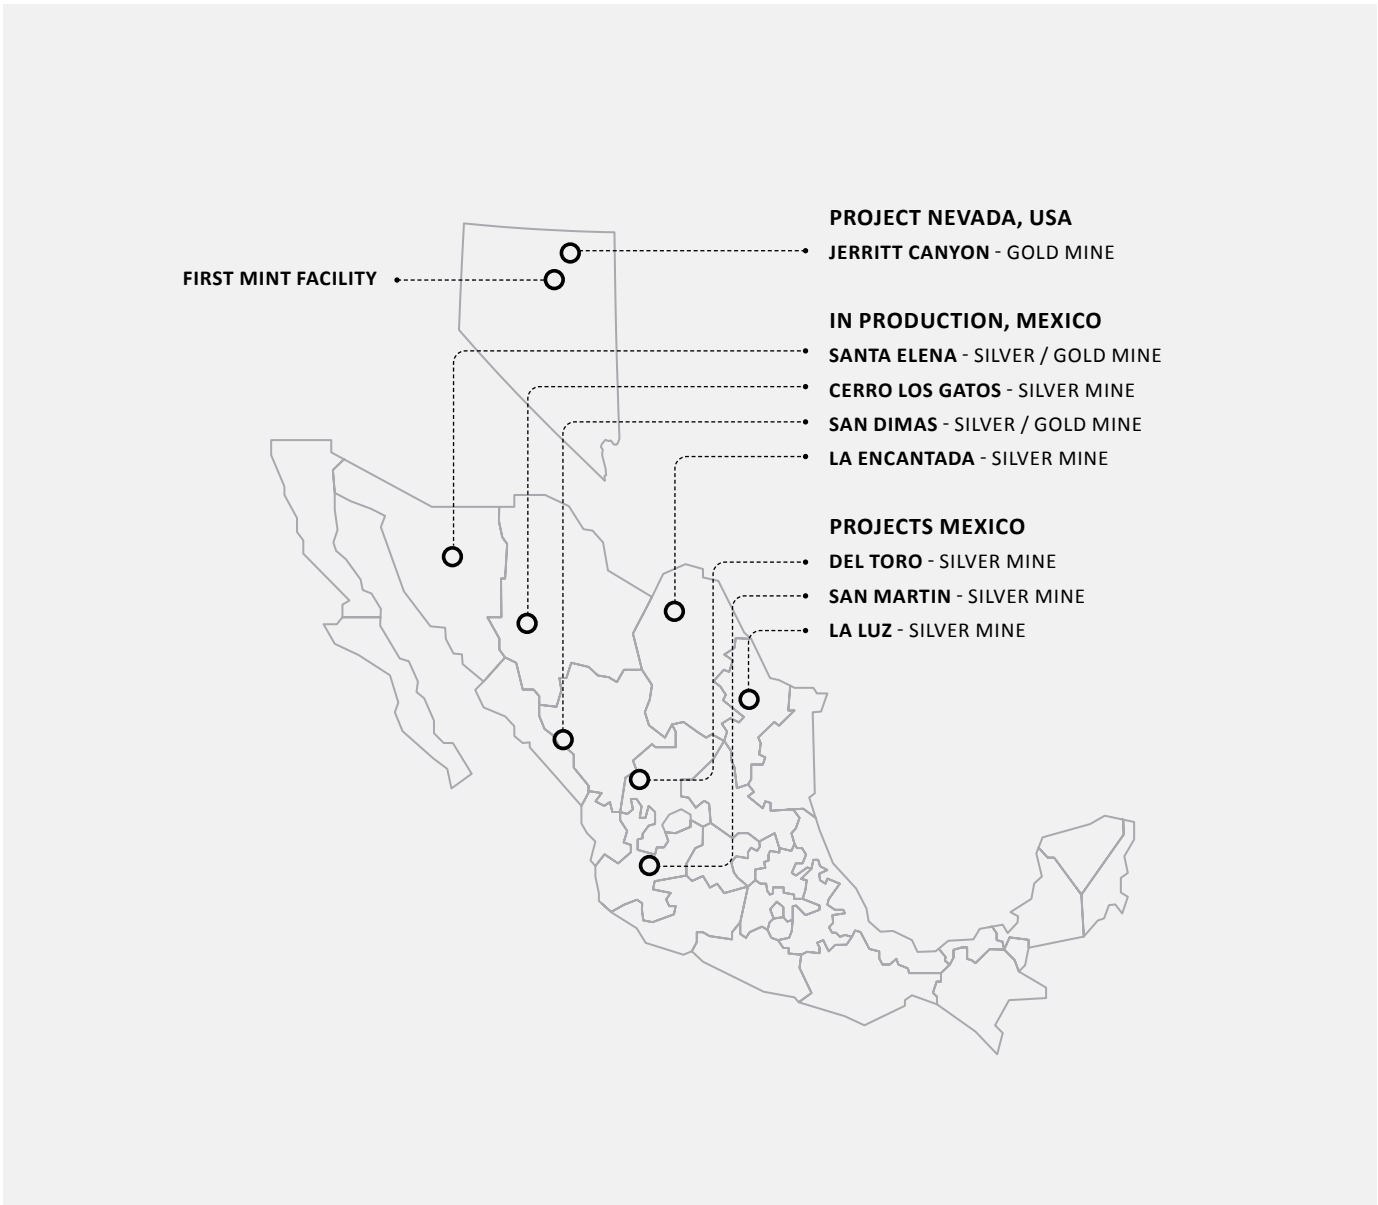 PROJECT NEVADA, USA
JERRITT CANYON - GOLD MINE
FIRST MINT FACILITY
IN PRODUCTION, MEXICO
SANTA ELENA - SILVER / GOLD MINE
CERRO LOS GATOS - SILVER MINE
SAN DIMAS - SILVER / GOLD MINE
LA ENCANTADA - SILVER MINE
PROJECTS MEXICO
DEL TORO - SILVER MINE
SAN MARTIN - SILVER MINE
LA LUZ - SILVER MINE